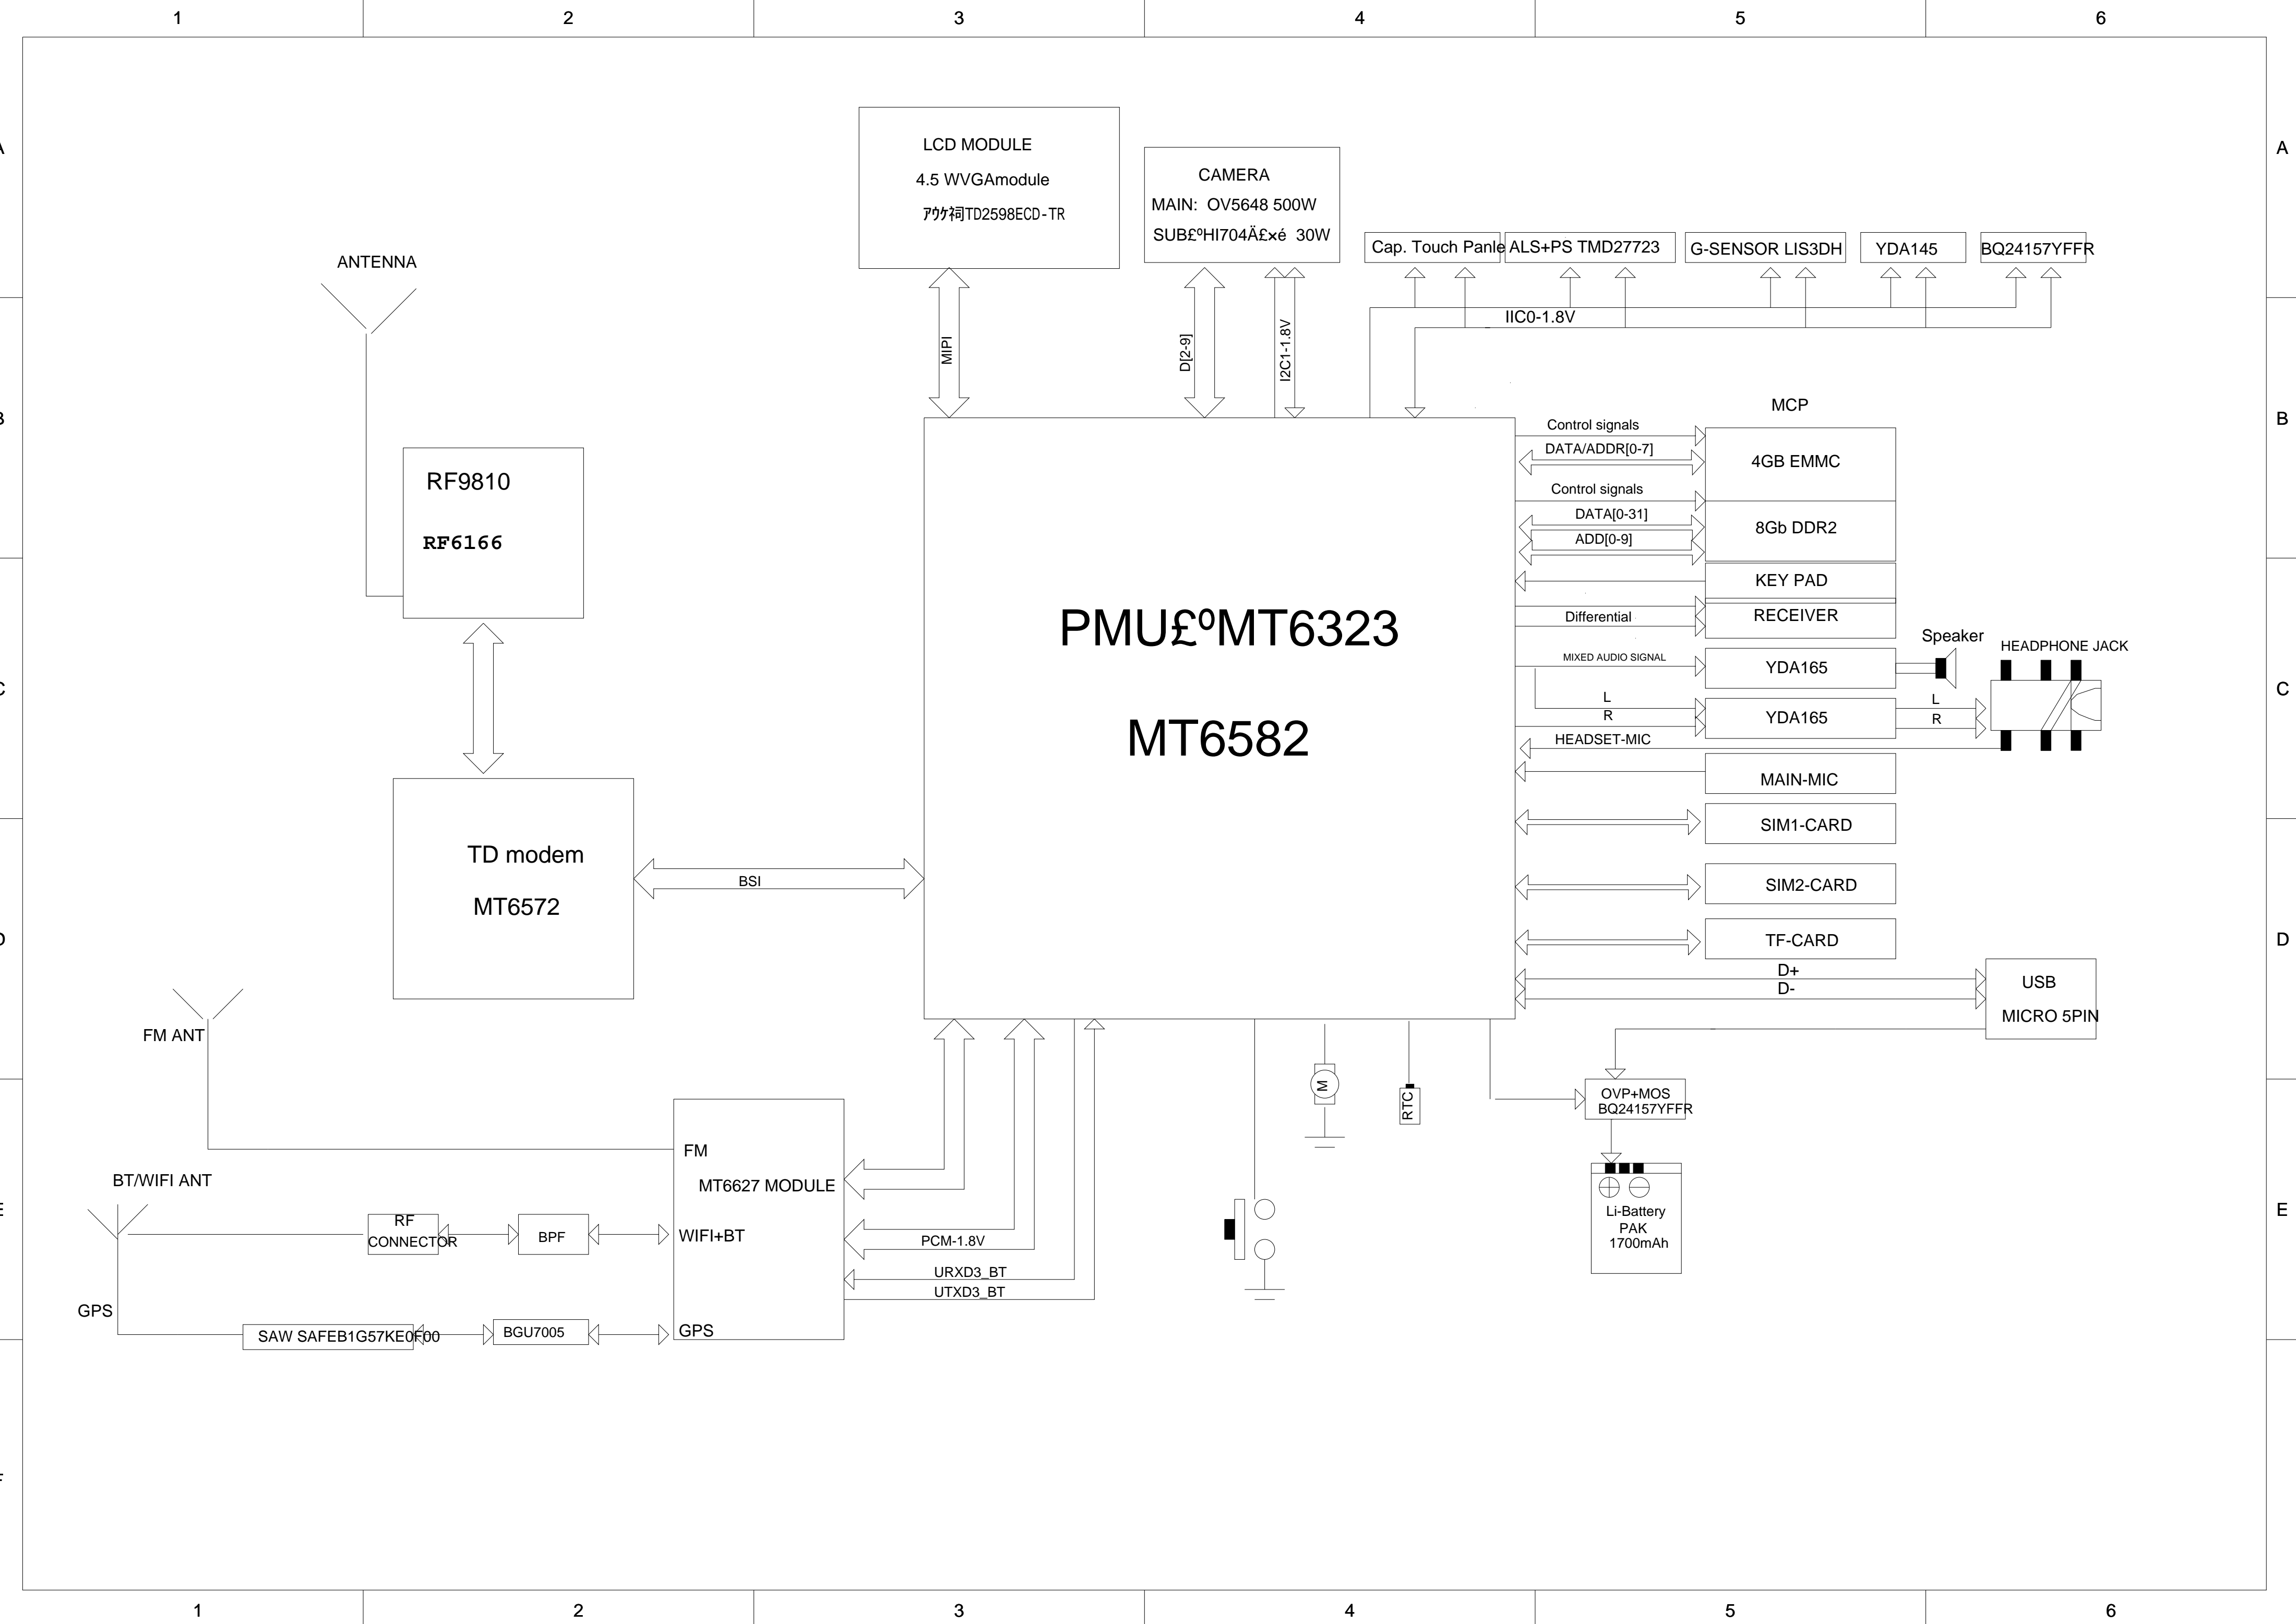 1 2 3 4 5 6
A
A
LCD MODULE
4.5 WVGAmodule
ｱｳｹ祠TD2598ECD-TR
CAMERA
MAIN: OV5648 500W
SUB£ºHI704Ä£×é 30W
Cap. Touch Panle
ALS+PS TMD27723
G-SENSOR LIS3DH
YDA145
BQ24157YFFR
ANTENNA
IIC0-1.8V
MIPI
D[2-9]
I2C1-1.8V
B
B
MCP
Control signals
DATA/ADDR[0-7]
4GB EMMC
Control signals
DATA[0-31]
ADD[0-9]
8Gb DDR2
RF9810
RF6166
KEY PAD
Differential
RECEIVER
PMU£ºMT6323
MT6582
MIXED AUDIO SIGNAL
YDA165
Speaker
HEADPHONE JACK
C
C
L
R
YDA165
L
R
HEADSET-MIC
MAIN-MIC
SIM1-CARD
TD modem
MT6572
BSI
SIM2-CARD
D
D
TF-CARD
D+
D-
USB
MICRO 5PIN
FM ANT
M
RTC
OVP+MOS
BQ24157YFFR
FM
MT6627 MODULE
BT/WIFI ANT
E
E
Li-Battery
PAK
1700mAh
RF
CONNECTOR
BPF
WIFI+BT
PCM-1.8V
URXD3_BT
UTXD3_BT
GPS
SAW SAFEB1G57KE0F00
BGU7005
GPS
F
1 2 3 4 5 6